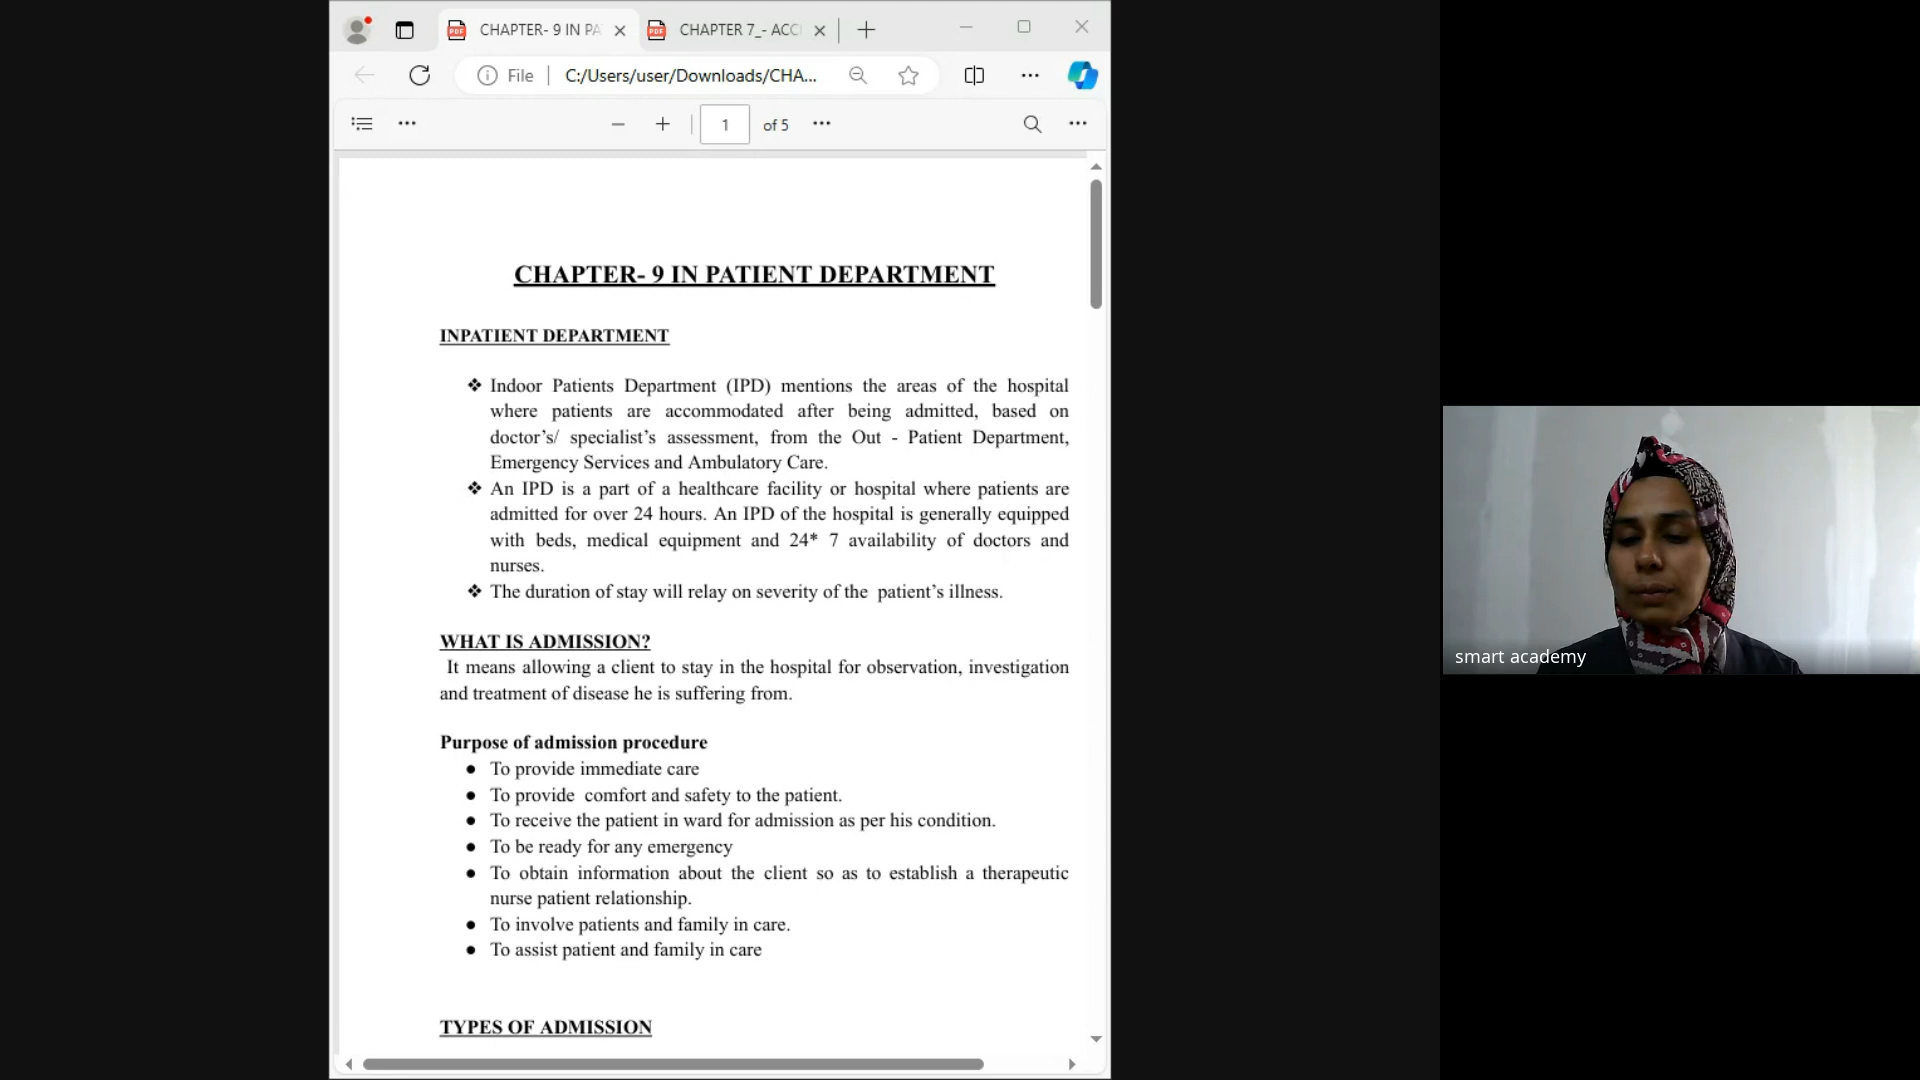 CHAPTER- 9 IN PA
CHAPTER 7_- ACC
File
C:/Users/user/Downloads/CHA...
1
of 5
CHAPTER- 9 IN PATIENT DEPARTMENT
INPATIENT DEPARTMENT
❖ Indoor Patients Department (IPD) mentions the areas of the hospital
where patients are accommodated after being admitted, based on
doctor’s/ specialist’s assessment, from the Out - Patient Department,
Emergency Services and Ambulatory Care.
❖ An IPD is a part of a healthcare facility or hospital where patients are
admitted for over 24 hours. An IPD of the hospital is generally equipped
with beds, medical equipment and 24* 7 availability of doctors and
nurses.
❖ The duration of stay will relay on severity of the patient’s illness.
WHAT IS ADMISSION?
It means allowing a client to stay in the hospital for observation, investigation
and treatment of disease he is suffering from.
Purpose of admission procedure
● To provide immediate care
● To provide comfort and safety to the patient.
● To receive the patient in ward for admission as per his condition.
● To be ready for any emergency
● To obtain information about the client so as to establish a therapeutic
nurse patient relationship.
● To involve patients and family in care.
● To assist patient and family in care
TYPES OF ADMISSION
smart academy